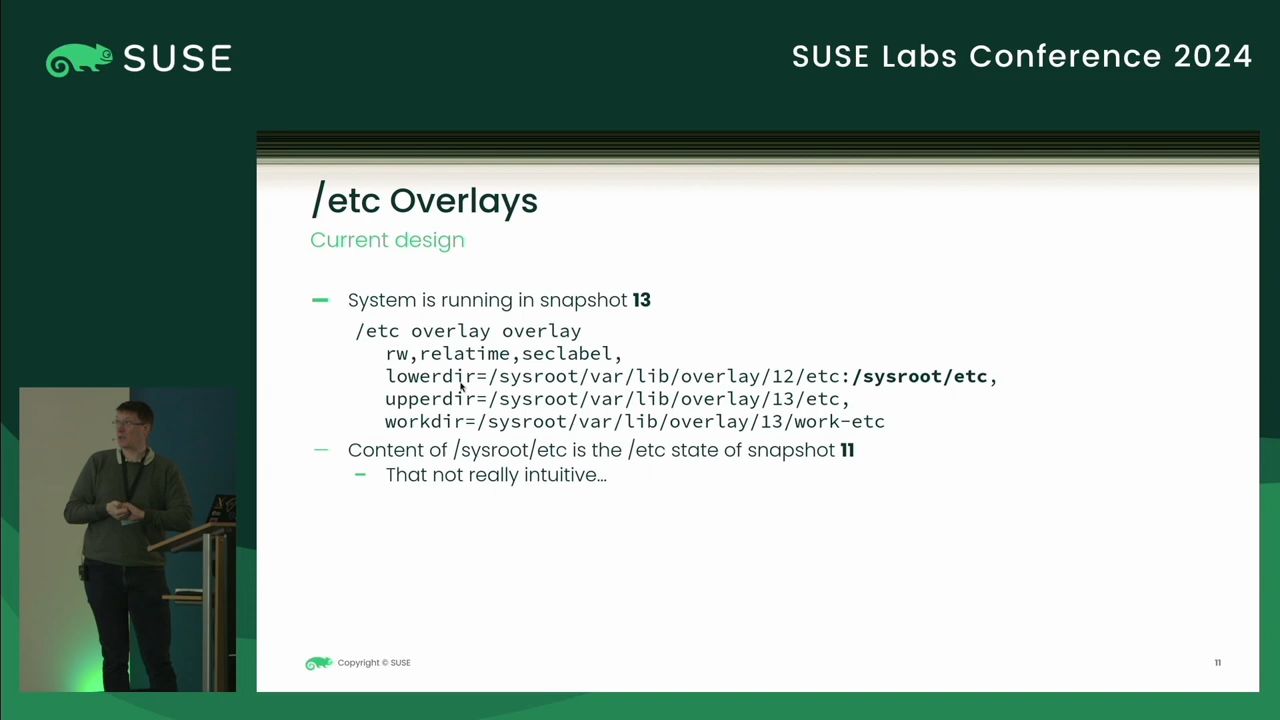 SUSE
SUSE Labs Conference 2024
/etc Overlays
Current design
System is running in snapshot 13
/etc overlay overlay
rw,relatime,seclabel,
lowerdir=/sysroot/var/lib/overlay/12/etc:/sysroot/etc,
upperdir=/sysroot/var/lib/overlay/13/etc,
workdir=/sysroot/var/lib/overlay/13/work-etc
Content of /sysroot/etc is the /etc state of snapshot 11
That not really intuitive…
Copyright © SUSE
11